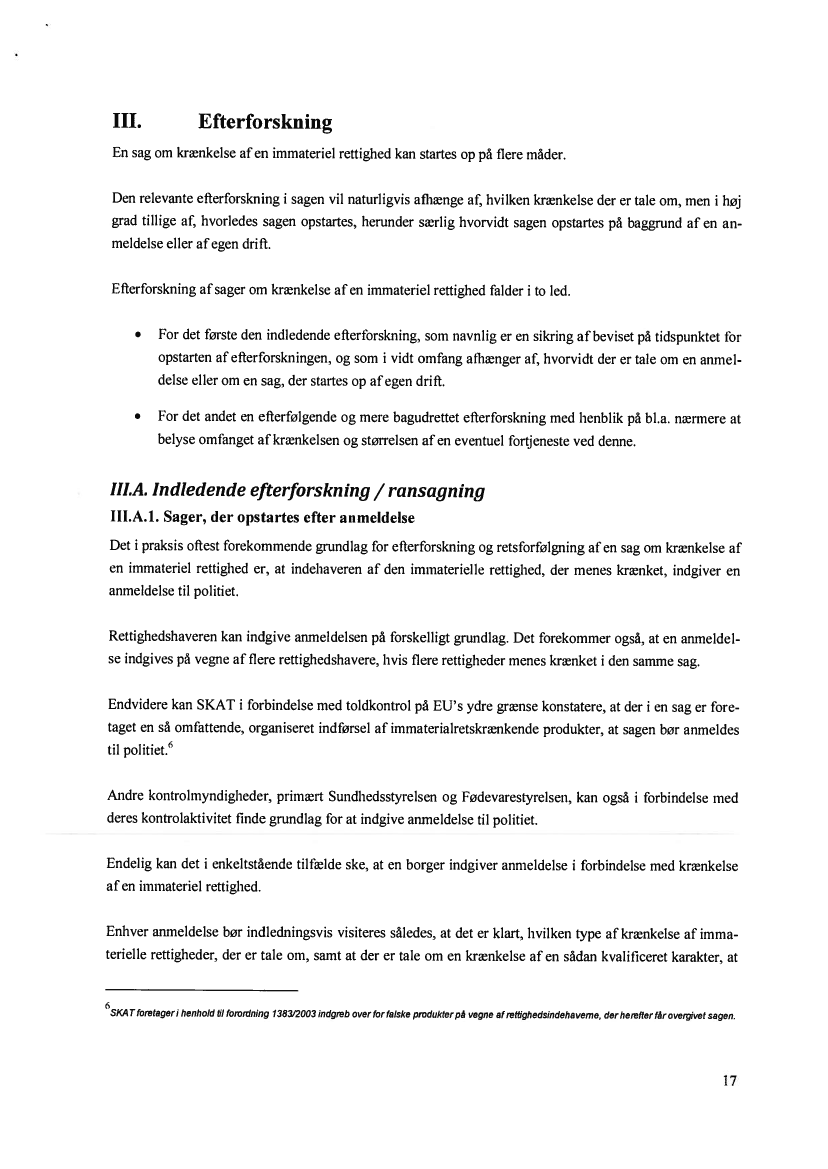 III. Efterforskning
En sag om krænkelse af en immateriel rettighed kan startes op på flere måder.
Den relevante efterforskning i sagen vil naturligvis afhænge af, hvilken krænkelse der er tale om, men i høj
grad tillige af, hvorledes sagen opstartes, herunder særlig hvorvidt sagen opstartes på baggrund af en an-
meldelse eller af egen drift.
Efterforskning af sager om krænkelse af en immateriel rettighed falder i to led.
• For det første den indledende efterforskning, som navnlig er en sikring af beviset på tidspunktet for
opstarten af efterforskningen, og som i vidt omfang afhænger af, hvorvidt der er tale om en anmel-
delse eller om en sag, der startes op af egen drift.
• For det andet en efterfølgende og mere bagudrettet efterforskning med henblik på bl.a. nærmere at
belyse omfanget af krænkelsen og størrelsen af en eventuel fortjeneste ved denne.
III.A. Indledende efterforskning / ransagning
III.A.1. Sager, der opstartes efter anmeldelse
Det i praksis oftest forekommende grundlag for efterforskning og retsforfølgning af en sag om krænkelse af
en immateriel rettighed er, at indehaveren af den immaterielle rettighed, der menes krænket, indgiver en
anmeldelse til politiet.
Rettighedshaveren kan indgive anmeldelsen på forskelligt grundlag. Det forekommer også, at en anmeldel-
se indgives på vegne af flere rettighedshavere, hvis flere rettigheder menes krænket i den samme sag.
Endvidere kan SKAT i forbindelse med toldkontrol på EU's ydre grænse konstatere, at der i en sag er fore-
taget en så omfattende, organiseret indførsel af immaterialretskrænkende produkter, at sagen bør anmeldes
til politiet.6
Andre kontrolmyndigheder, primært Sundhedsstyrelsen og Fødevarestyrelsen, kan også i forbindelse med
deres kontrolaktivitet finde grundlag for at indgive anmeldelse til politiet.
Endelig kan det i enkeltstående tilfælde ske, at en borger indgiver anmeldelse i forbindelse med krænkelse
af en immateriel rettighed.
Enhver anmeldelse bør indledningsvis visiteres således, at det er klart, hvilken type af krænkelse af imma-
terielle rettigheder, der er tale om, samt at der er tale om en krænkelse af en sådan kvalificeret karakter, at
6 SKAT foretager i henhold til forordning 1383/2003 indgreb over for falske produkter på vegne af rettighedsindehaverne, der herefter får overgivet sagen.
17